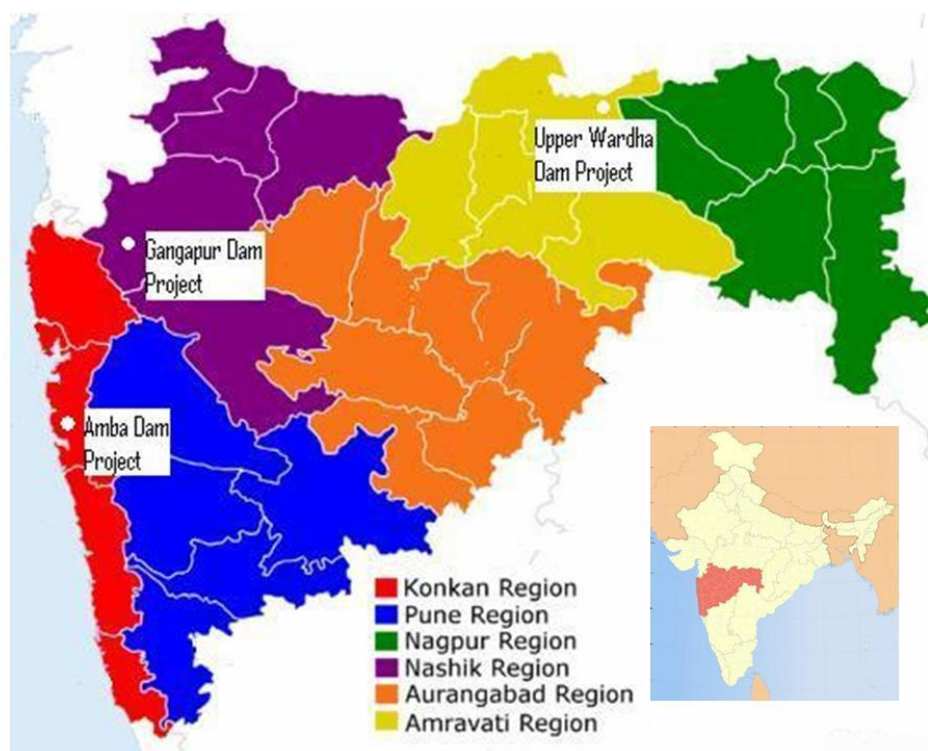 Upper Wardha
Dam Project
Gangapur Dam
Project
Amba Dam
Project
Konkan Region
Pune Region
Nagpur Region
Nashik Region
Aurangabad Region
Amravati Region